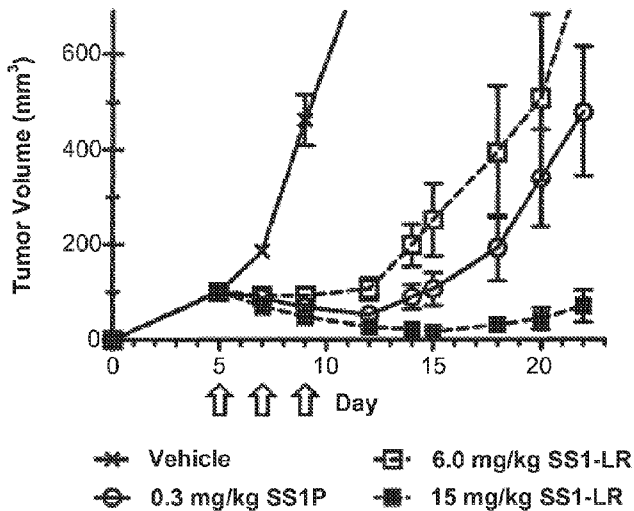 Tumor Volume (mm³)
600
400
200
0
0 5 10 15 20
Day
Vehicle
6.0 mg/kg SS1-LR
0.3 mg/kg SS1P
15 mg/kg SS1-LR